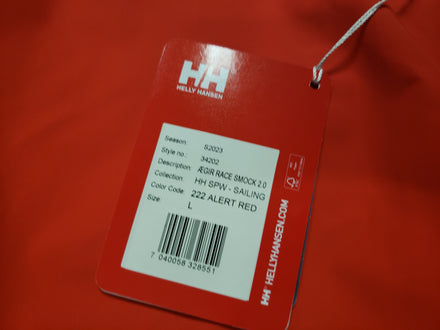 HH
HELLY HANSEN
Season: S2023
Style no.: 34202
Description: ÆGIR RACE SMOCK 2.0
Collection: HH SPW - SAILING
Color Code: 222 ALERT RED
Size: L
7 040058 328551
HH HELLYHANSEN.COM